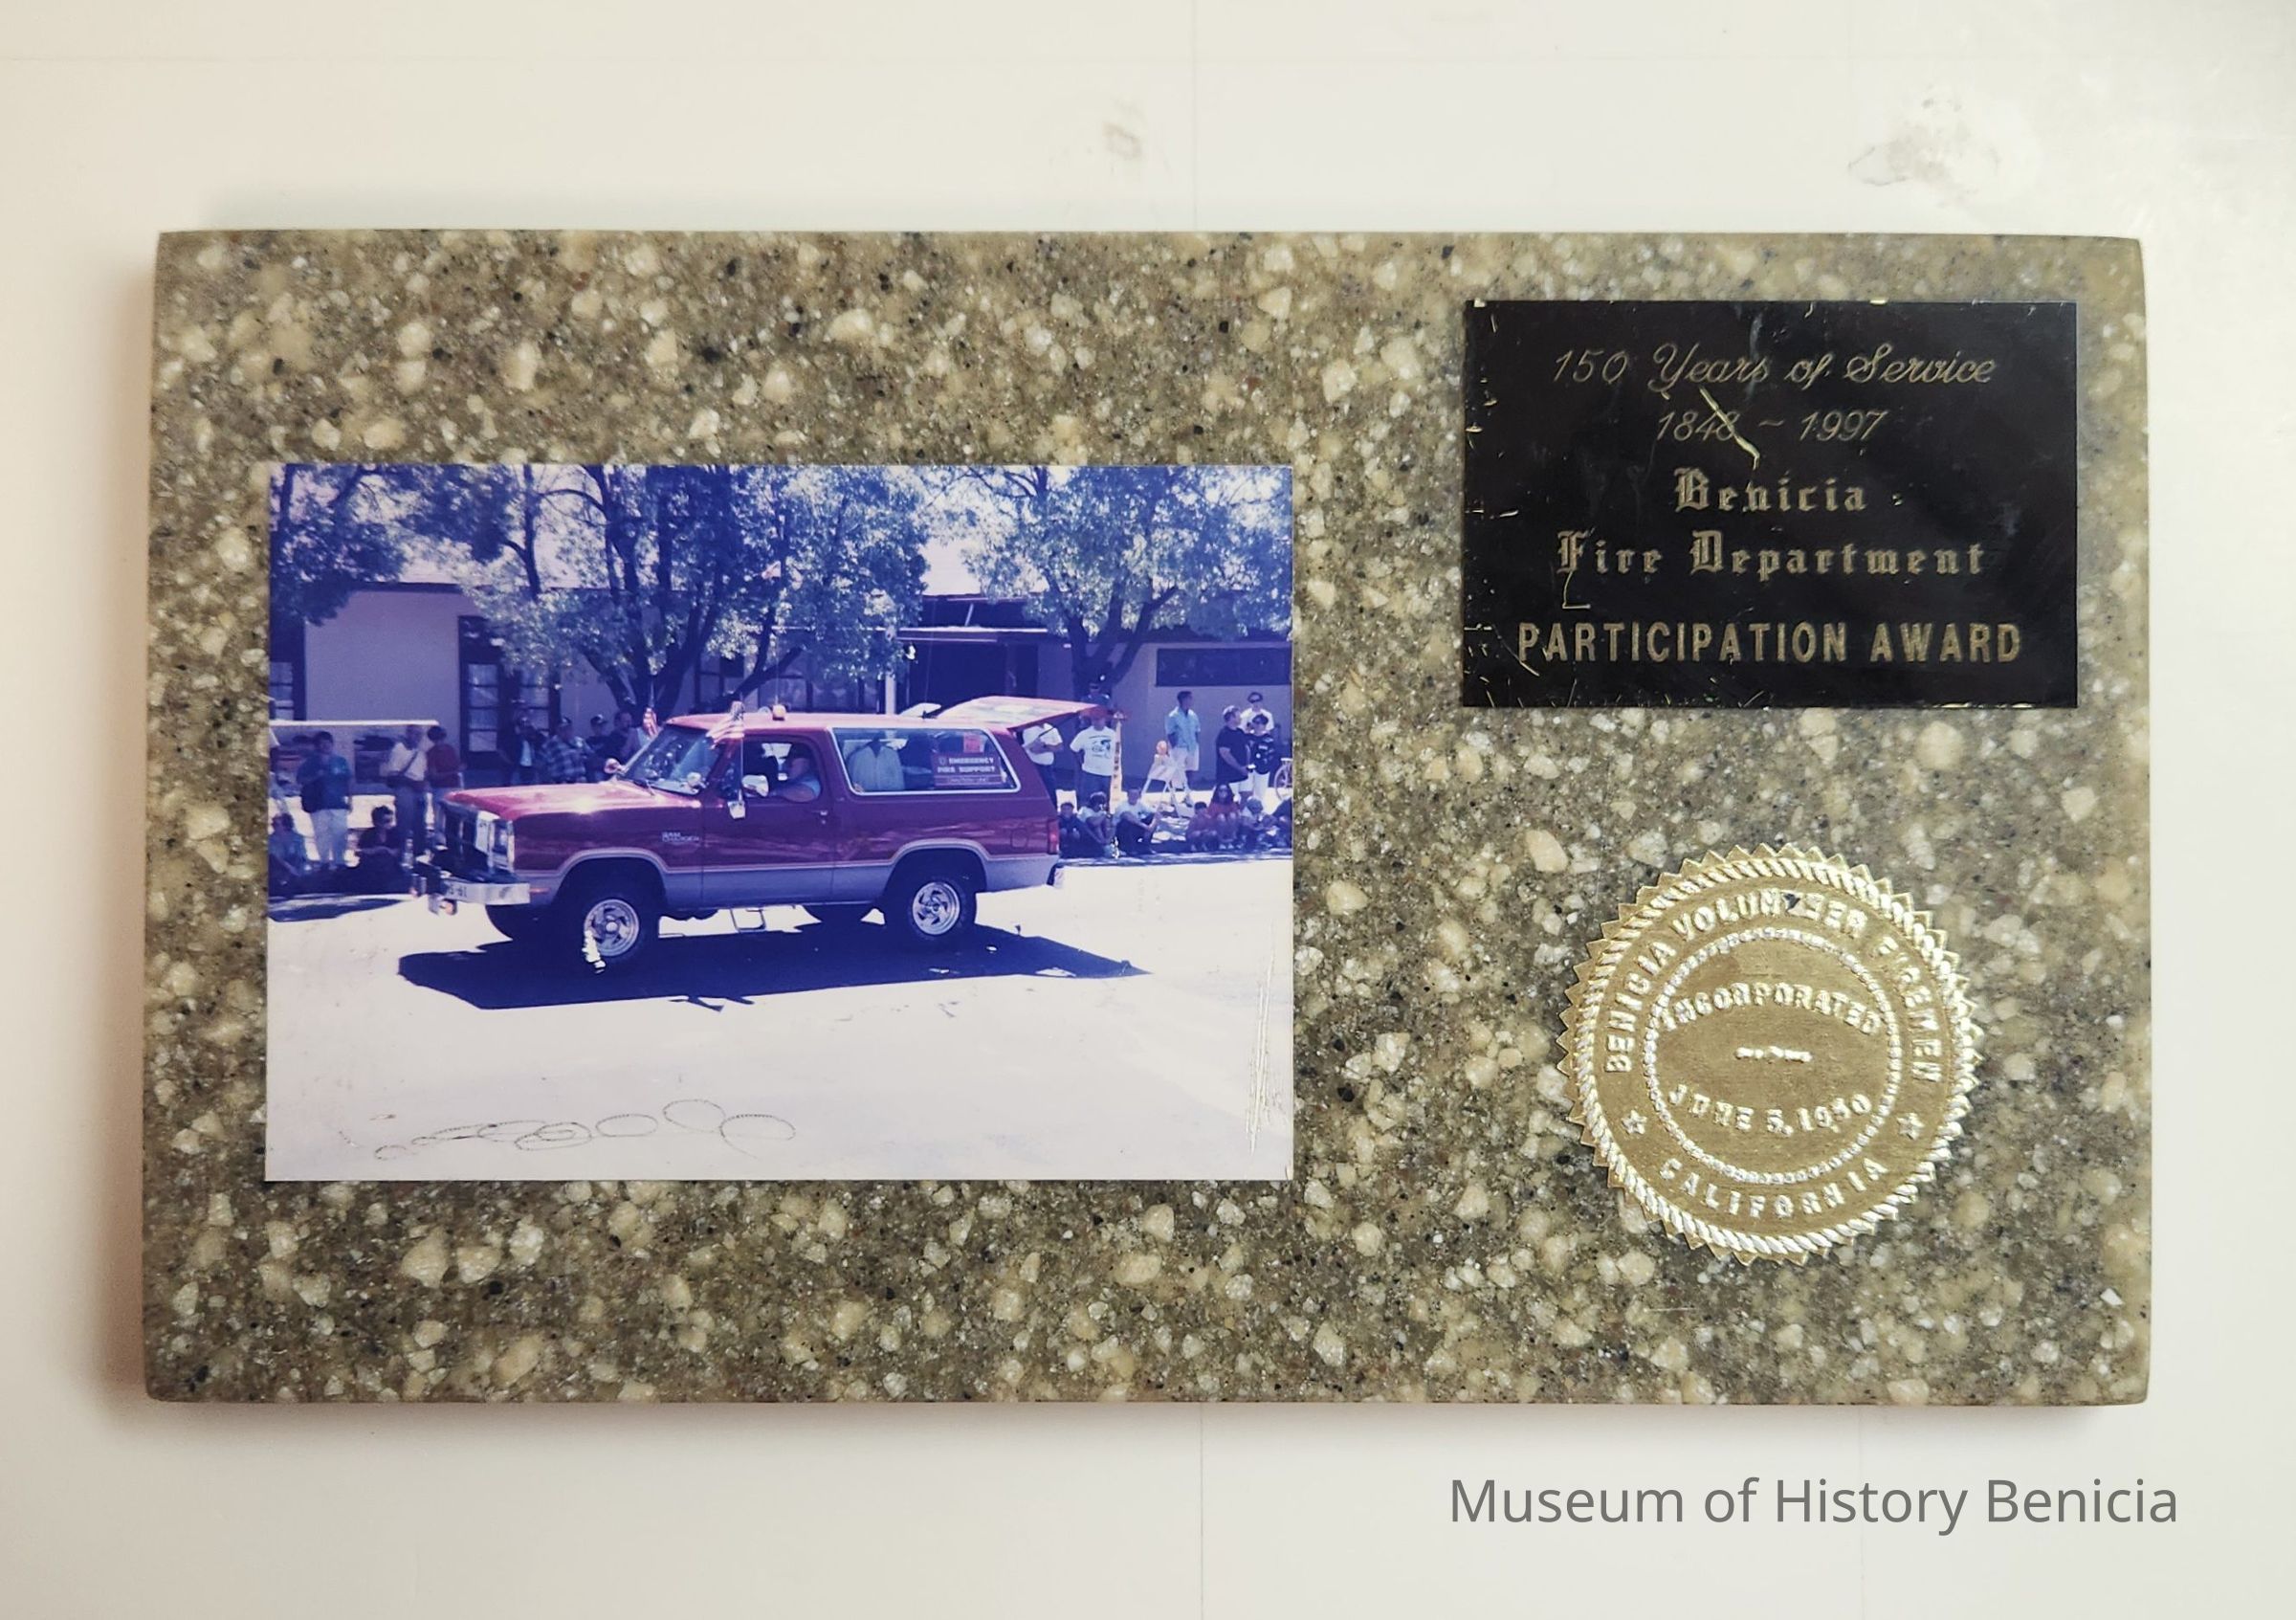 150 Years of Service
1848 ~ 1997
Benicia
Fire Department
PARTICIPATION AWARD
EMERGENCY
FIRE SUPPORT
BENICIA VOLUNTEER FIREMEN
INCORPORATED
JUNE 5, 1950
CALIFORNIA
Museum of History Benicia